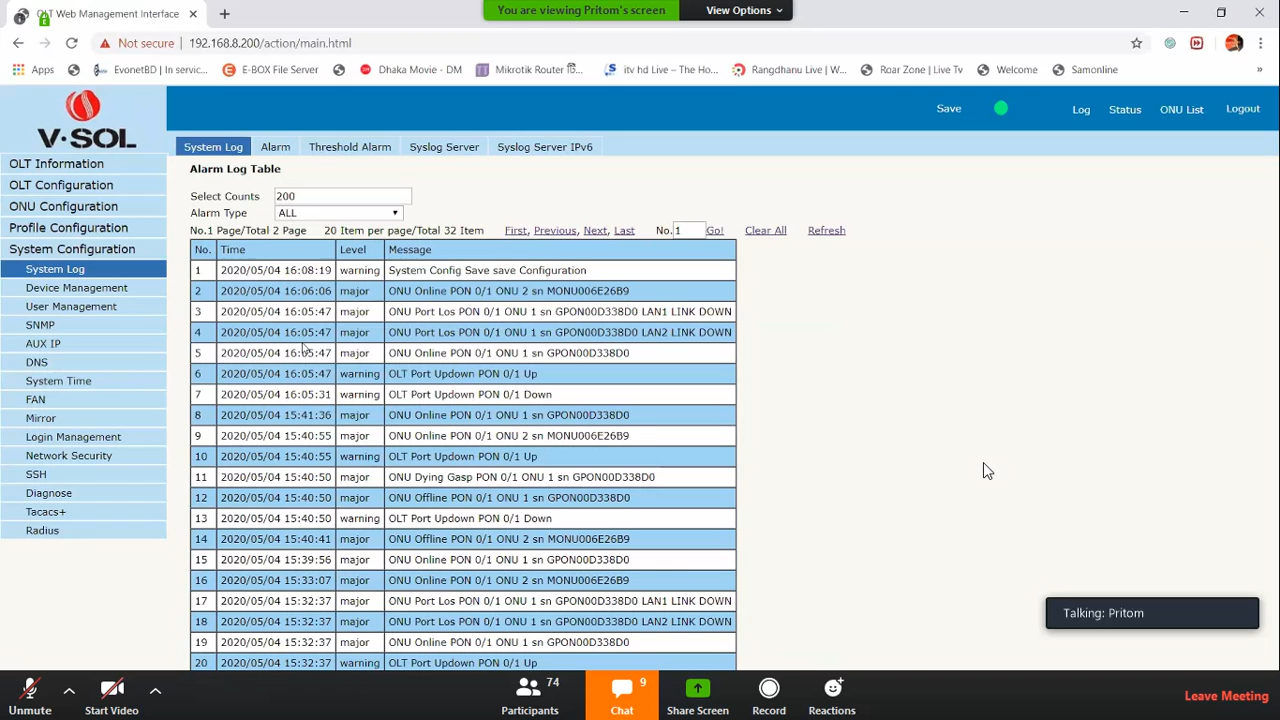 OLT Web Management Interface
You are viewing Pritom's screen
View Options
Not secure
192.168.8.200/action/main.html
Apps
EvonetBD | In servic...
E-BOX File Server
Dhaka Movie - DM
Mikrotik Router İo...
itv hd Live – The Ho...
Rangdhanu Live | W...
Roar Zone | Live Tv
Welcome
Samonline
V·SOL
Save
Log
Status
ONU List
Logout
OLT Information
OLT Configuration
ONU Configuration
Profile Configuration
System Configuration
System Log
Device Management
User Management
SNMP
AUX IP
DNS
System Time
FAN
Mirror
Login Management
Network Security
SSH
Diagnose
Tacacs+
Radius
System Log Alarm Threshold Alarm Syslog Server Syslog Server IPv6
Alarm Log Table
Select Counts 200
Alarm Type ALL
No.1 Page/Total 2 Page 20 Item per page/Total 32 Item First, Previous, Next, Last No. 1 Go! Clear All Refresh
No. Time Level Message
1 2020/05/04 16:08:19 warning System Config Save save Configuration
2 2020/05/04 16:06:06 major ONU Online PON 0/1 ONU 2 sn MONU006E26B9
3 2020/05/04 16:05:47 major ONU Port Los PON 0/1 ONU 1 sn GPON00D338D0 LAN1 LINK DOWN
4 2020/05/04 16:05:47 major ONU Port Los PON 0/1 ONU 1 sn GPON00D338D0 LAN2 LINK DOWN
5 2020/05/04 16:05:47 major ONU Online PON 0/1 ONU 1 sn GPON00D338D0
6 2020/05/04 16:05:47 warning OLT Port Updown PON 0/1 Up
7 2020/05/04 16:05:31 warning OLT Port Updown PON 0/1 Down
8 2020/05/04 15:41:36 major ONU Online PON 0/1 ONU 1 sn GPON00D338D0
9 2020/05/04 15:40:55 major ONU Online PON 0/1 ONU 2 sn MONU006E26B9
10 2020/05/04 15:40:55 warning OLT Port Updown PON 0/1 Up
11 2020/05/04 15:40:50 major ONU Dying Gasp PON 0/1 ONU 1 sn GPON00D338D0
12 2020/05/04 15:40:50 major ONU Offline PON 0/1 ONU 1 sn GPON00D338D0
13 2020/05/04 15:40:50 warning OLT Port Updown PON 0/1 Down
14 2020/05/04 15:40:41 major ONU Offline PON 0/1 ONU 2 sn MONU006E26B9
15 2020/05/04 15:39:56 major ONU Online PON 0/1 ONU 1 sn GPON00D338D0
16 2020/05/04 15:33:07 major ONU Online PON 0/1 ONU 2 sn MONU006E26B9
17 2020/05/04 15:32:37 major ONU Port Los PON 0/1 ONU 1 sn GPON00D338D0 LAN1 LINK DOWN
18 2020/05/04 15:32:37 major ONU Port Los PON 0/1 ONU 1 sn GPON00D338D0 LAN2 LINK DOWN
19 2020/05/04 15:32:37 major ONU Online PON 0/1 ONU 1 sn GPON00D338D0
20 2020/05/04 15:32:37 warning OLT Port Updown PON 0/1 Up
Talking: Pritom
Unmute
Start Video
74
Participants
9
Chat
Share Screen
Record
Reactions
Leave Meeting